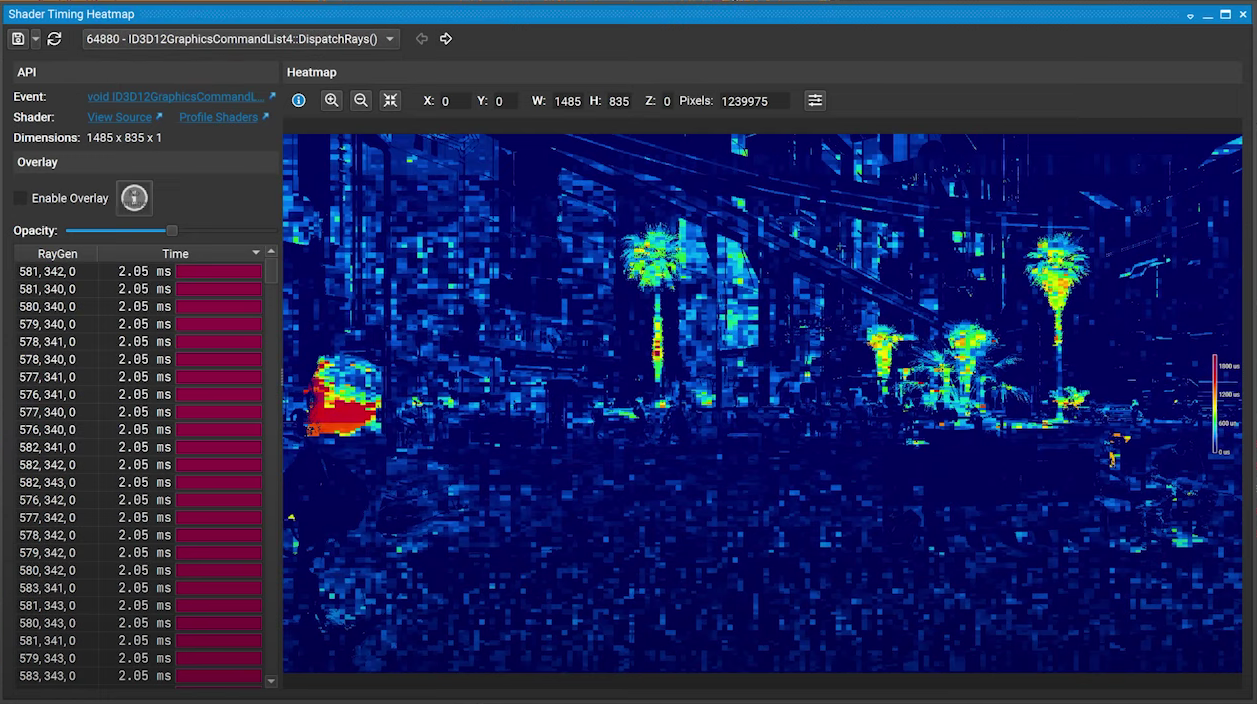 Shader Timing Heatmap
64880 - ID3D12GraphicsCommandList4::DispatchRays()
API
Event: void ID3D12GraphicsCommandL...
Shader: View Source Profile Shaders
Dimensions: 1485 x 835 x 1
Overlay
Enable Overlay
Opacity:
RayGen Time
581, 342, 0 2.05 ms
581, 340, 0 2.05 ms
580, 340, 0 2.05 ms
579, 340, 0 2.05 ms
578, 341, 0 2.05 ms
578, 340, 0 2.05 ms
577, 341, 0 2.05 ms
576, 341, 0 2.05 ms
577, 340, 0 2.05 ms
576, 340, 0 2.05 ms
582, 341, 0 2.05 ms
582, 342, 0 2.05 ms
582, 343, 0 2.05 ms
576, 342, 0 2.05 ms
577, 342, 0 2.05 ms
578, 342, 0 2.05 ms
579, 342, 0 2.05 ms
580, 342, 0 2.05 ms
583, 341, 0 2.05 ms
581, 343, 0 2.05 ms
580, 343, 0 2.05 ms
581, 341, 0 2.05 ms
579, 343, 0 2.05 ms
583, 343, 0 2.05 ms
Heatmap
X: 0 Y: 0 W: 1485 H: 835 Z: 0 Pixels: 1239975
1800 us
1200 us
600 us
0 us